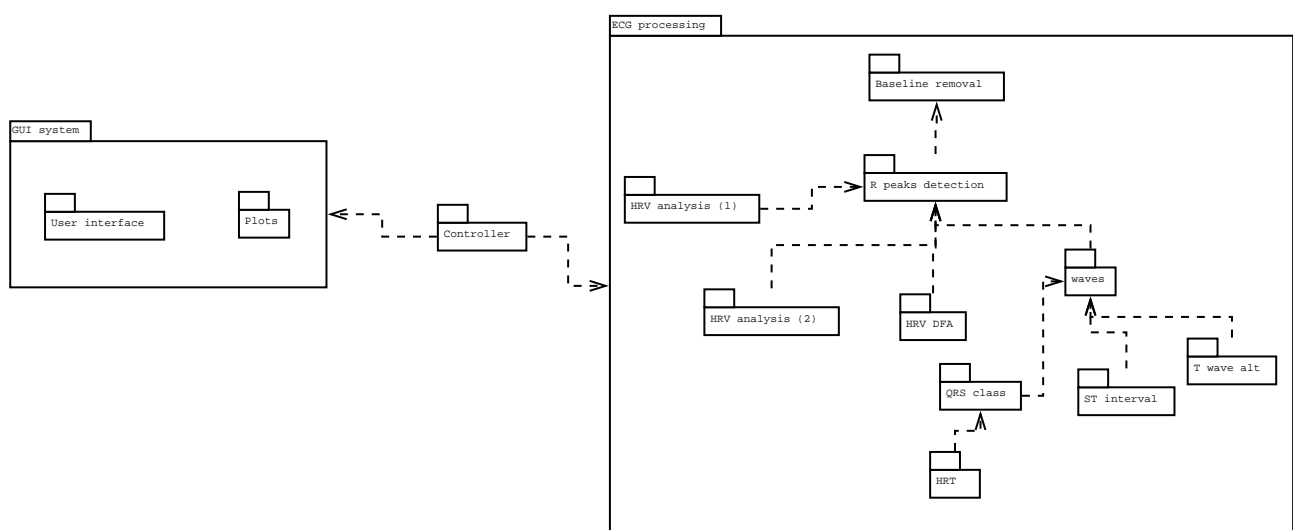 ECG processing
Baseline removal
GUI system
R peaks detection
HRV analysis (1)
User interface
Plots
Controller
waves
HRV analysis (2)
HRV DFA
T wave alt
QRS class
ST interval
HRT